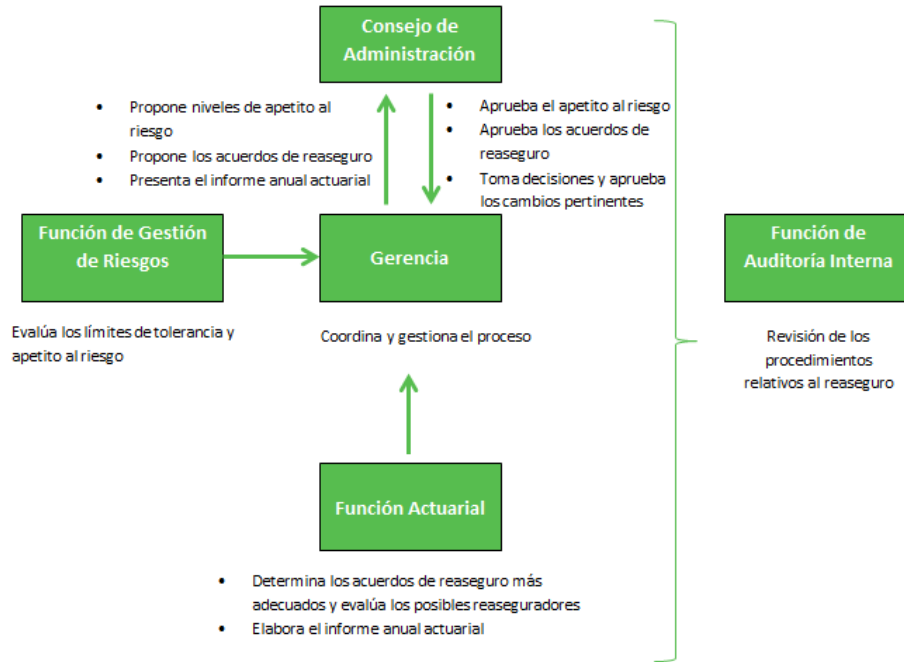 Consejo de
Administración
• Propone niveles de apetito al
riesgo
• Propone los acuerdos de reaseguro
• Presenta el informe anual actuarial
• Aprueba el apetito al riesgo
• Aprueba los acuerdos de
reaseguro
• Toma decisiones y aprueba
los cambios pertinentes
Función de Gestión
de Riesgos
Gerencia
Función de
Auditoría Interna
Evalúa los límites de tolerancia y
apetito al riesgo
Coordina y gestiona el proceso
Revisión de los
procedimientos
relativos al reaseguro
Función Actuarial
• Determina los acuerdos de reaseguro más
adecuados y evalúa los posibles reaseguradores
• Elabora el informe anual actuarial